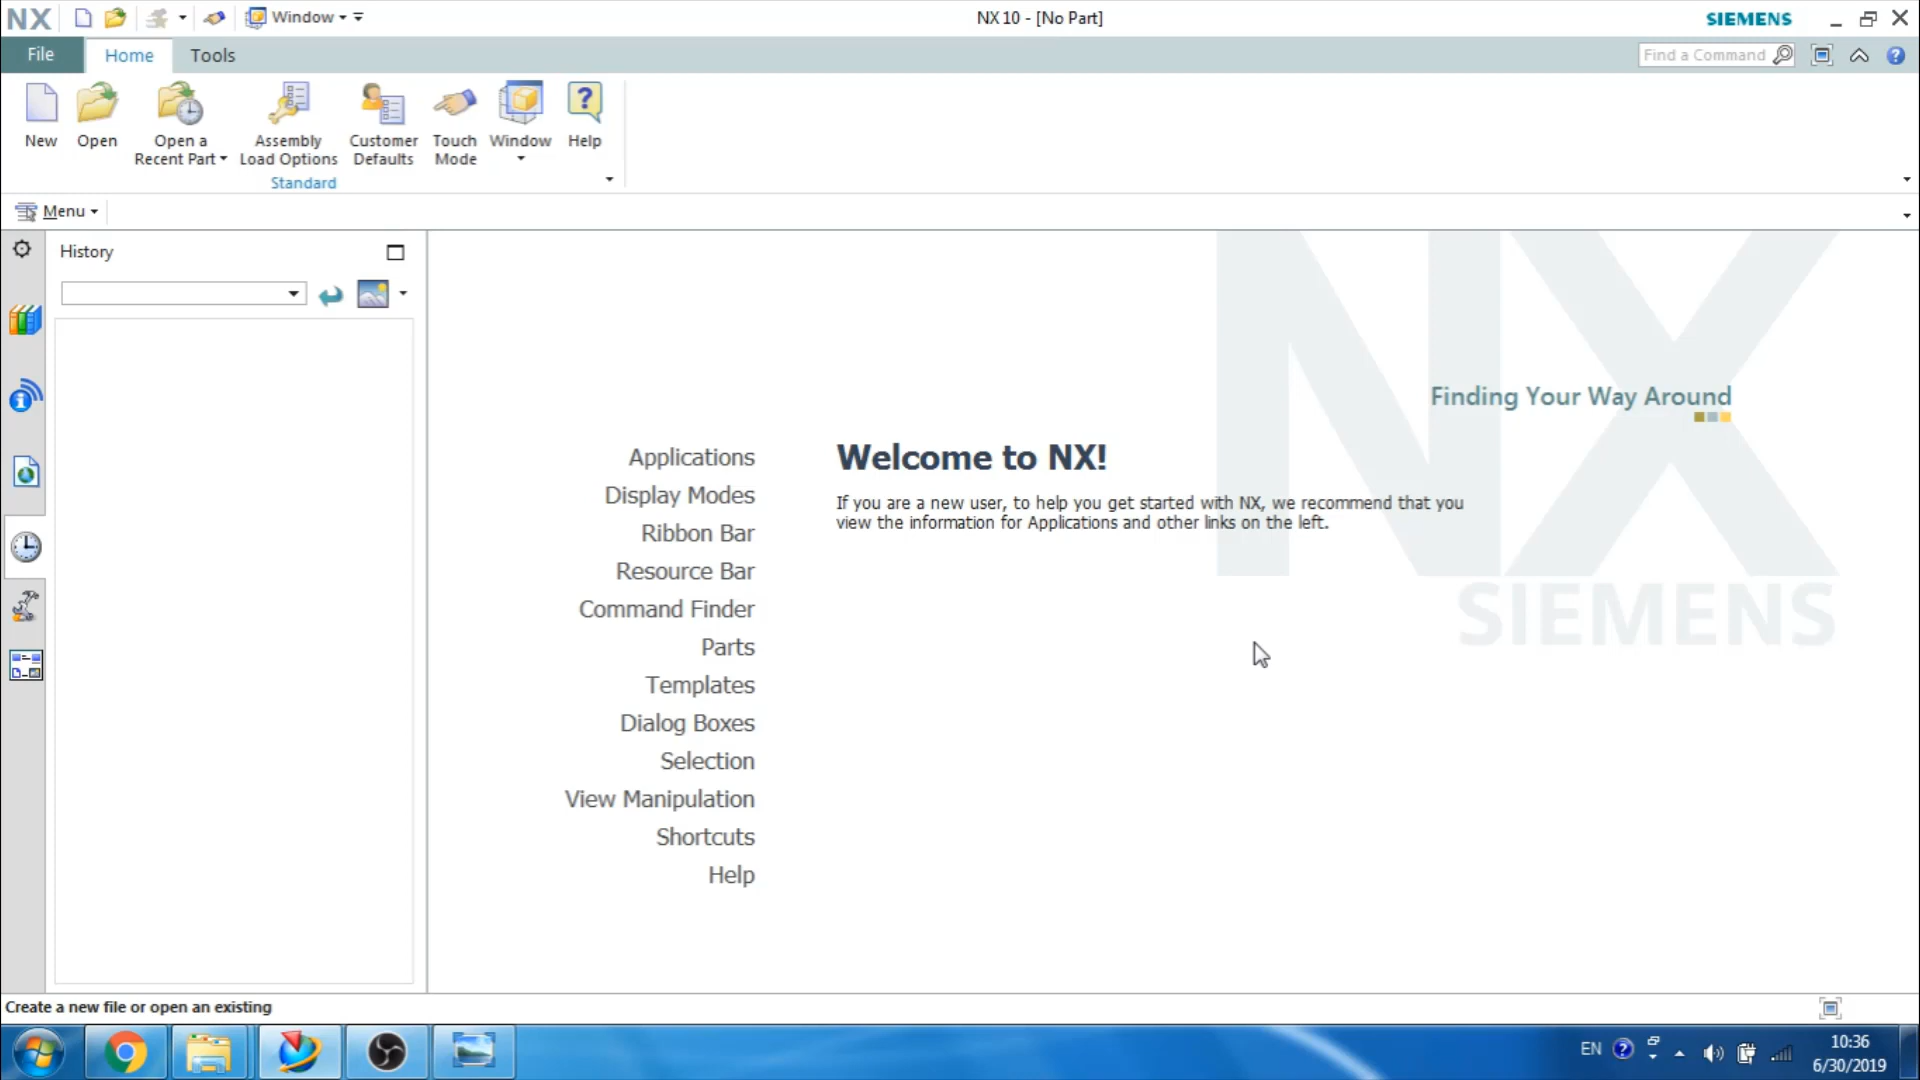 NX
Window
NX 10 - [No Part]
SIEMENS
File
Home
Tools
Find a Command
New
Open
Open a
Recent Part
Assembly
Load Options
Customer
Defaults
Touch
Mode
Window
Help
Standard
Menu
History
NX
SIEMENS
Finding Your Way Around
Applications
Display Modes
Ribbon Bar
Resource Bar
Command Finder
Parts
Templates
Dialog Boxes
Selection
View Manipulation
Shortcuts
Help
Welcome to NX!
If you are a new user, to help you get started with NX, we recommend that you
view the information for Applications and other links on the left.
Create a new file or open an existing
EN
10:36
6/30/2019